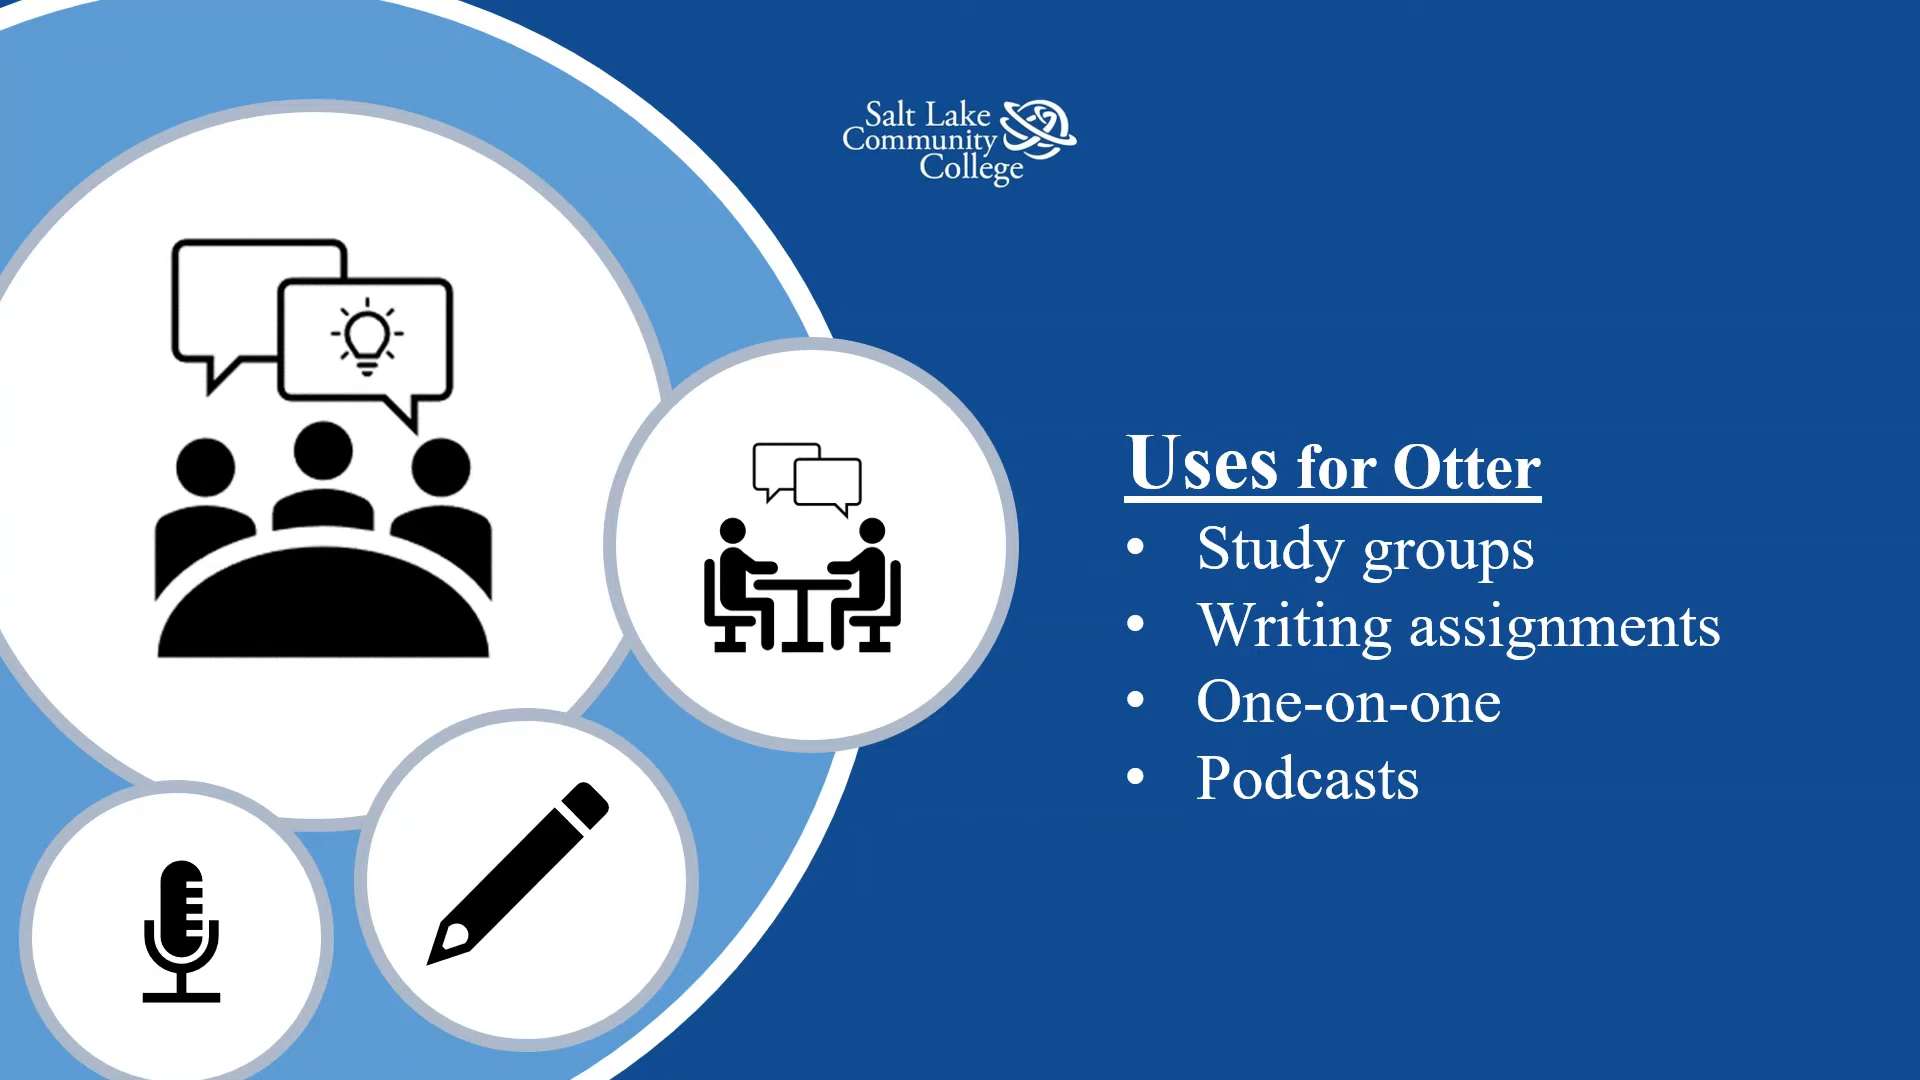 Salt Lake
Community
College
Uses for Otter
• Study groups
• Writing assignments
• One-on-one
• Podcasts